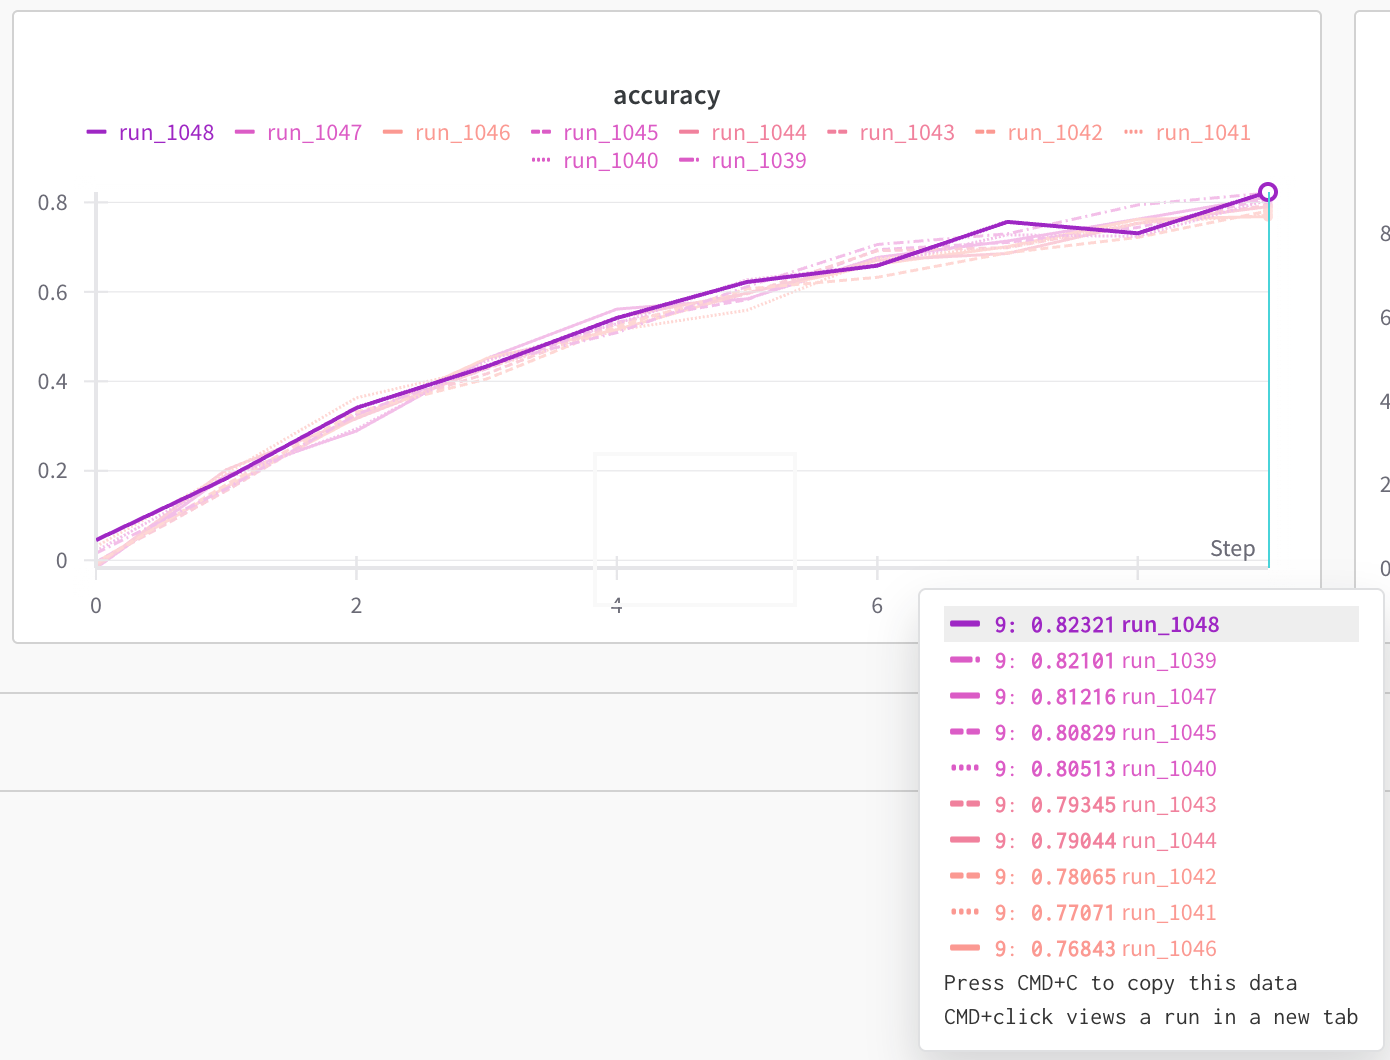 accuracy
run_1048 run_1047 run_1046 run_1045 run_1044 run_1043 run_1042 run_1041
run_1040 run_1039
0.8
0.6
0.4
0.2
0
Step
0 2 4 6
8
6
4
2
0
9: 0.82321 run_1048
9: 0.82101 run_1039
9: 0.81216 run_1047
9: 0.80829 run_1045
9: 0.80513 run_1040
9: 0.79345 run_1043
9: 0.79044 run_1044
9: 0.78065 run_1042
9: 0.77071 run_1041
9: 0.76843 run_1046
Press CMD+C to copy this data
CMD+click views a run in a new tab